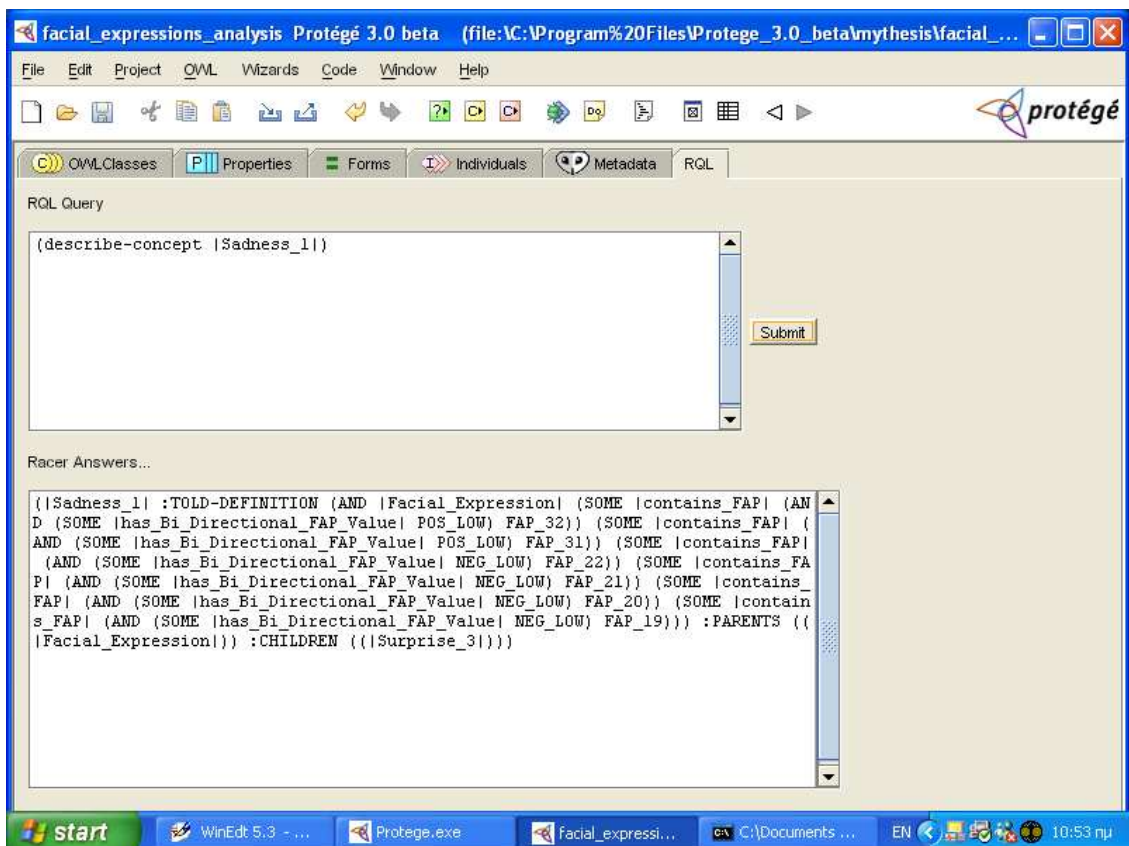 facial_expressions_analysis Protégé 3.0 beta (file:\C:\Program%20Files\Protege_3.0_beta\mythesis\facial_...
File Edit Project OWL Wizards Code Window Help
protégé
OWLClasses Properties Forms Individuals Metadata RQL
RQL Query
(describe-concept |Sadness_1|)
Submit
Racer Answers...
(|Sadness_1| :TOLD-DEFINITION (AND |Facial_Expression| (SOME |contains_FAP| (AN
D (SOME |has_Bi_Directional_FAP_Value| POS_LOW) FAP_32)) (SOME |contains_FAP| (
AND (SOME |has_Bi_Directional_FAP_Value| POS_LOW) FAP_31)) (SOME |contains_FAP|
(AND (SOME |has_Bi_Directional_FAP_Value| NEG_LOW) FAP_22)) (SOME |contains_FA
P| (AND (SOME |has_Bi_Directional_FAP_Value| NEG_LOW) FAP_21)) (SOME |contains_
FAP| (AND (SOME |has_Bi_Directional_FAP_Value| NEG_LOW) FAP_20)) (SOME |contain
s_FAP| (AND (SOME |has_Bi_Directional_FAP_Value| NEG_LOW) FAP_19))) :PARENTS ((
|Facial_Expression|)) :CHILDREN ((|Surprise_3|)))
start WinEdt 5.3 - ... Protege.exe facial_expressi... C:\Documents ... EN 10:53 πμ